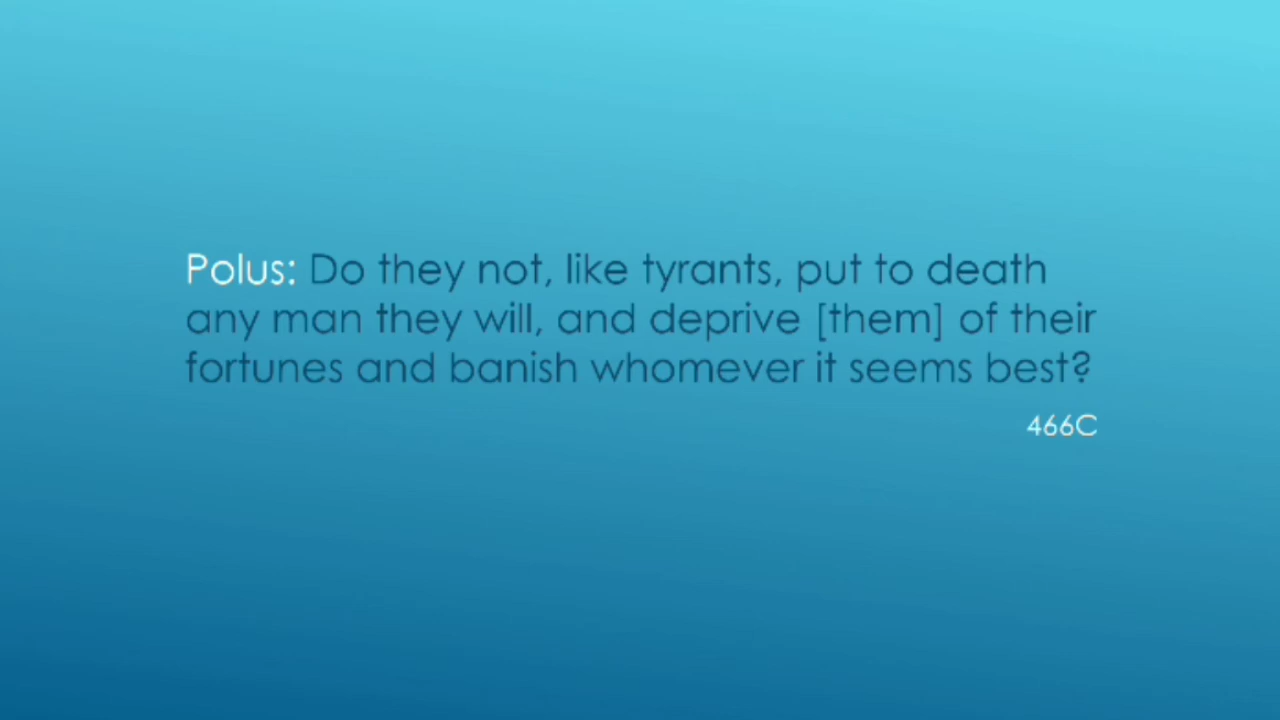 Polus: Do they not, like tyrants, put to death
any man they will, and deprive [them] of their
fortunes and banish whomever it seems best?
466C